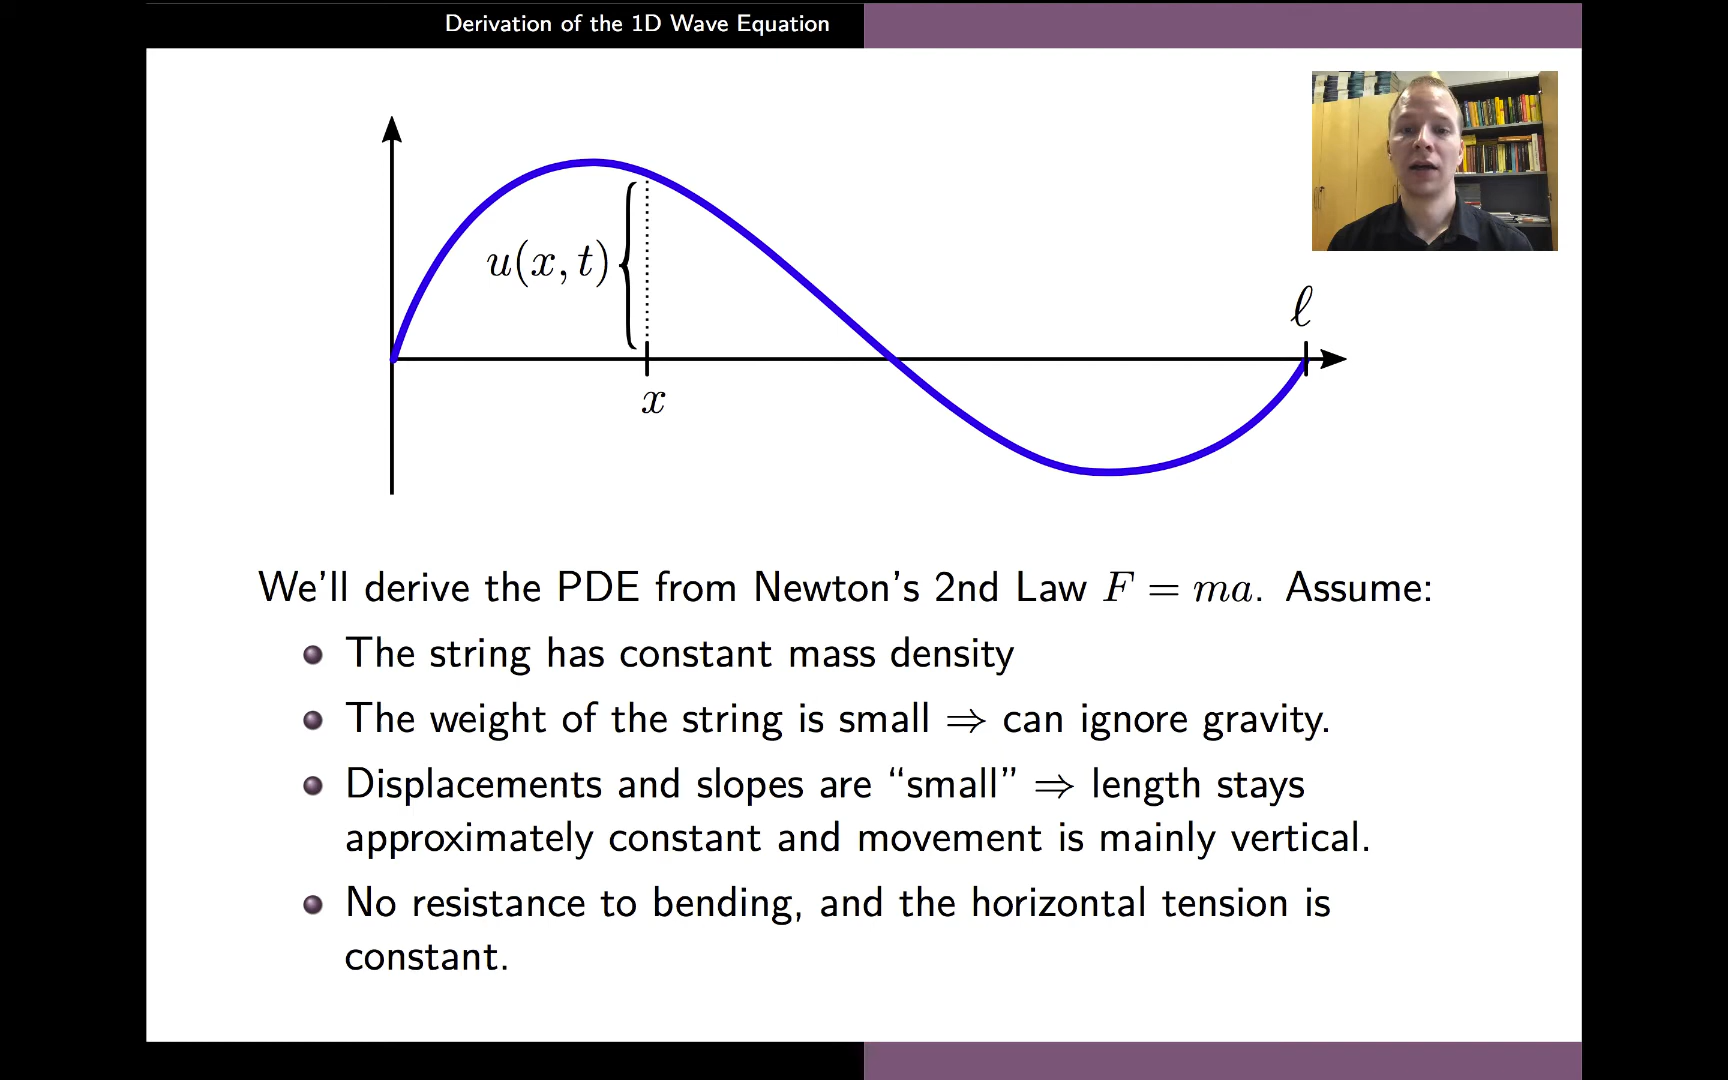 Derivation of the 1D Wave Equation
u(x, t)
ℓ
x
We'll derive the PDE from Newton's 2nd Law F = ma. Assume:
The string has constant mass density
The weight of the string is small ⇒ can ignore gravity.
Displacements and slopes are “small” ⇒ length stays
approximately constant and movement is mainly vertical.
No resistance to bending, and the horizontal tension is
constant.